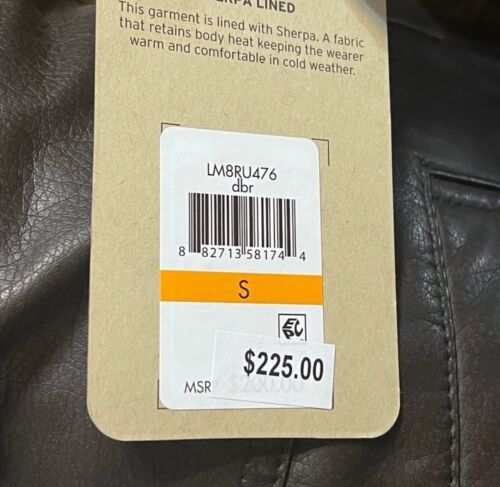 SHERPA LINED
This garment is lined with Sherpa. A fabric
that retains body heat keeping the wearer
warm and comfortable in cold weather.
LM8RU476
dbr
8 82713 58174 4
S
$225.00
MSR